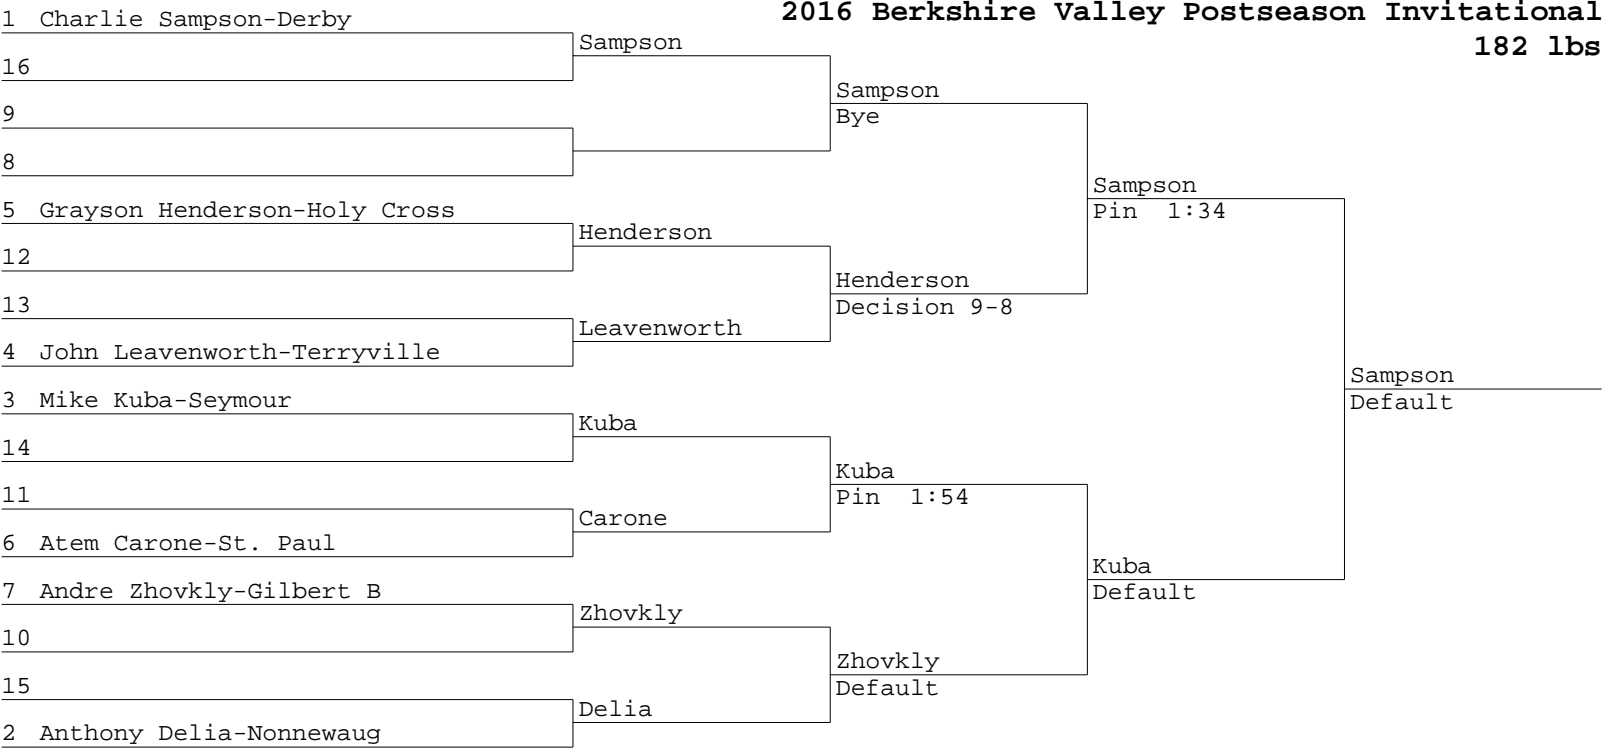 2016 Berkshire Valley Postseason Invitational
182 lbs
1 Charlie Sampson-Derby
16
9
8
5 Grayson Henderson-Holy Cross
12
13
4 John Leavenworth-Terryville
3 Mike Kuba-Seymour
14
11
6 Atem Carone-St. Paul
7 Andre Zhovkly-Gilbert B
10
15
2 Anthony Delia-Nonnewaug
Sampson
Henderson
Leavenworth
Kuba
Carone
Zhovkly
Delia
Sampson
Bye
Henderson
Decision 9-8
Kuba
Pin 1:54
Zhovkly
Default
Sampson
Pin 1:34
Kuba
Default
Sampson
Default